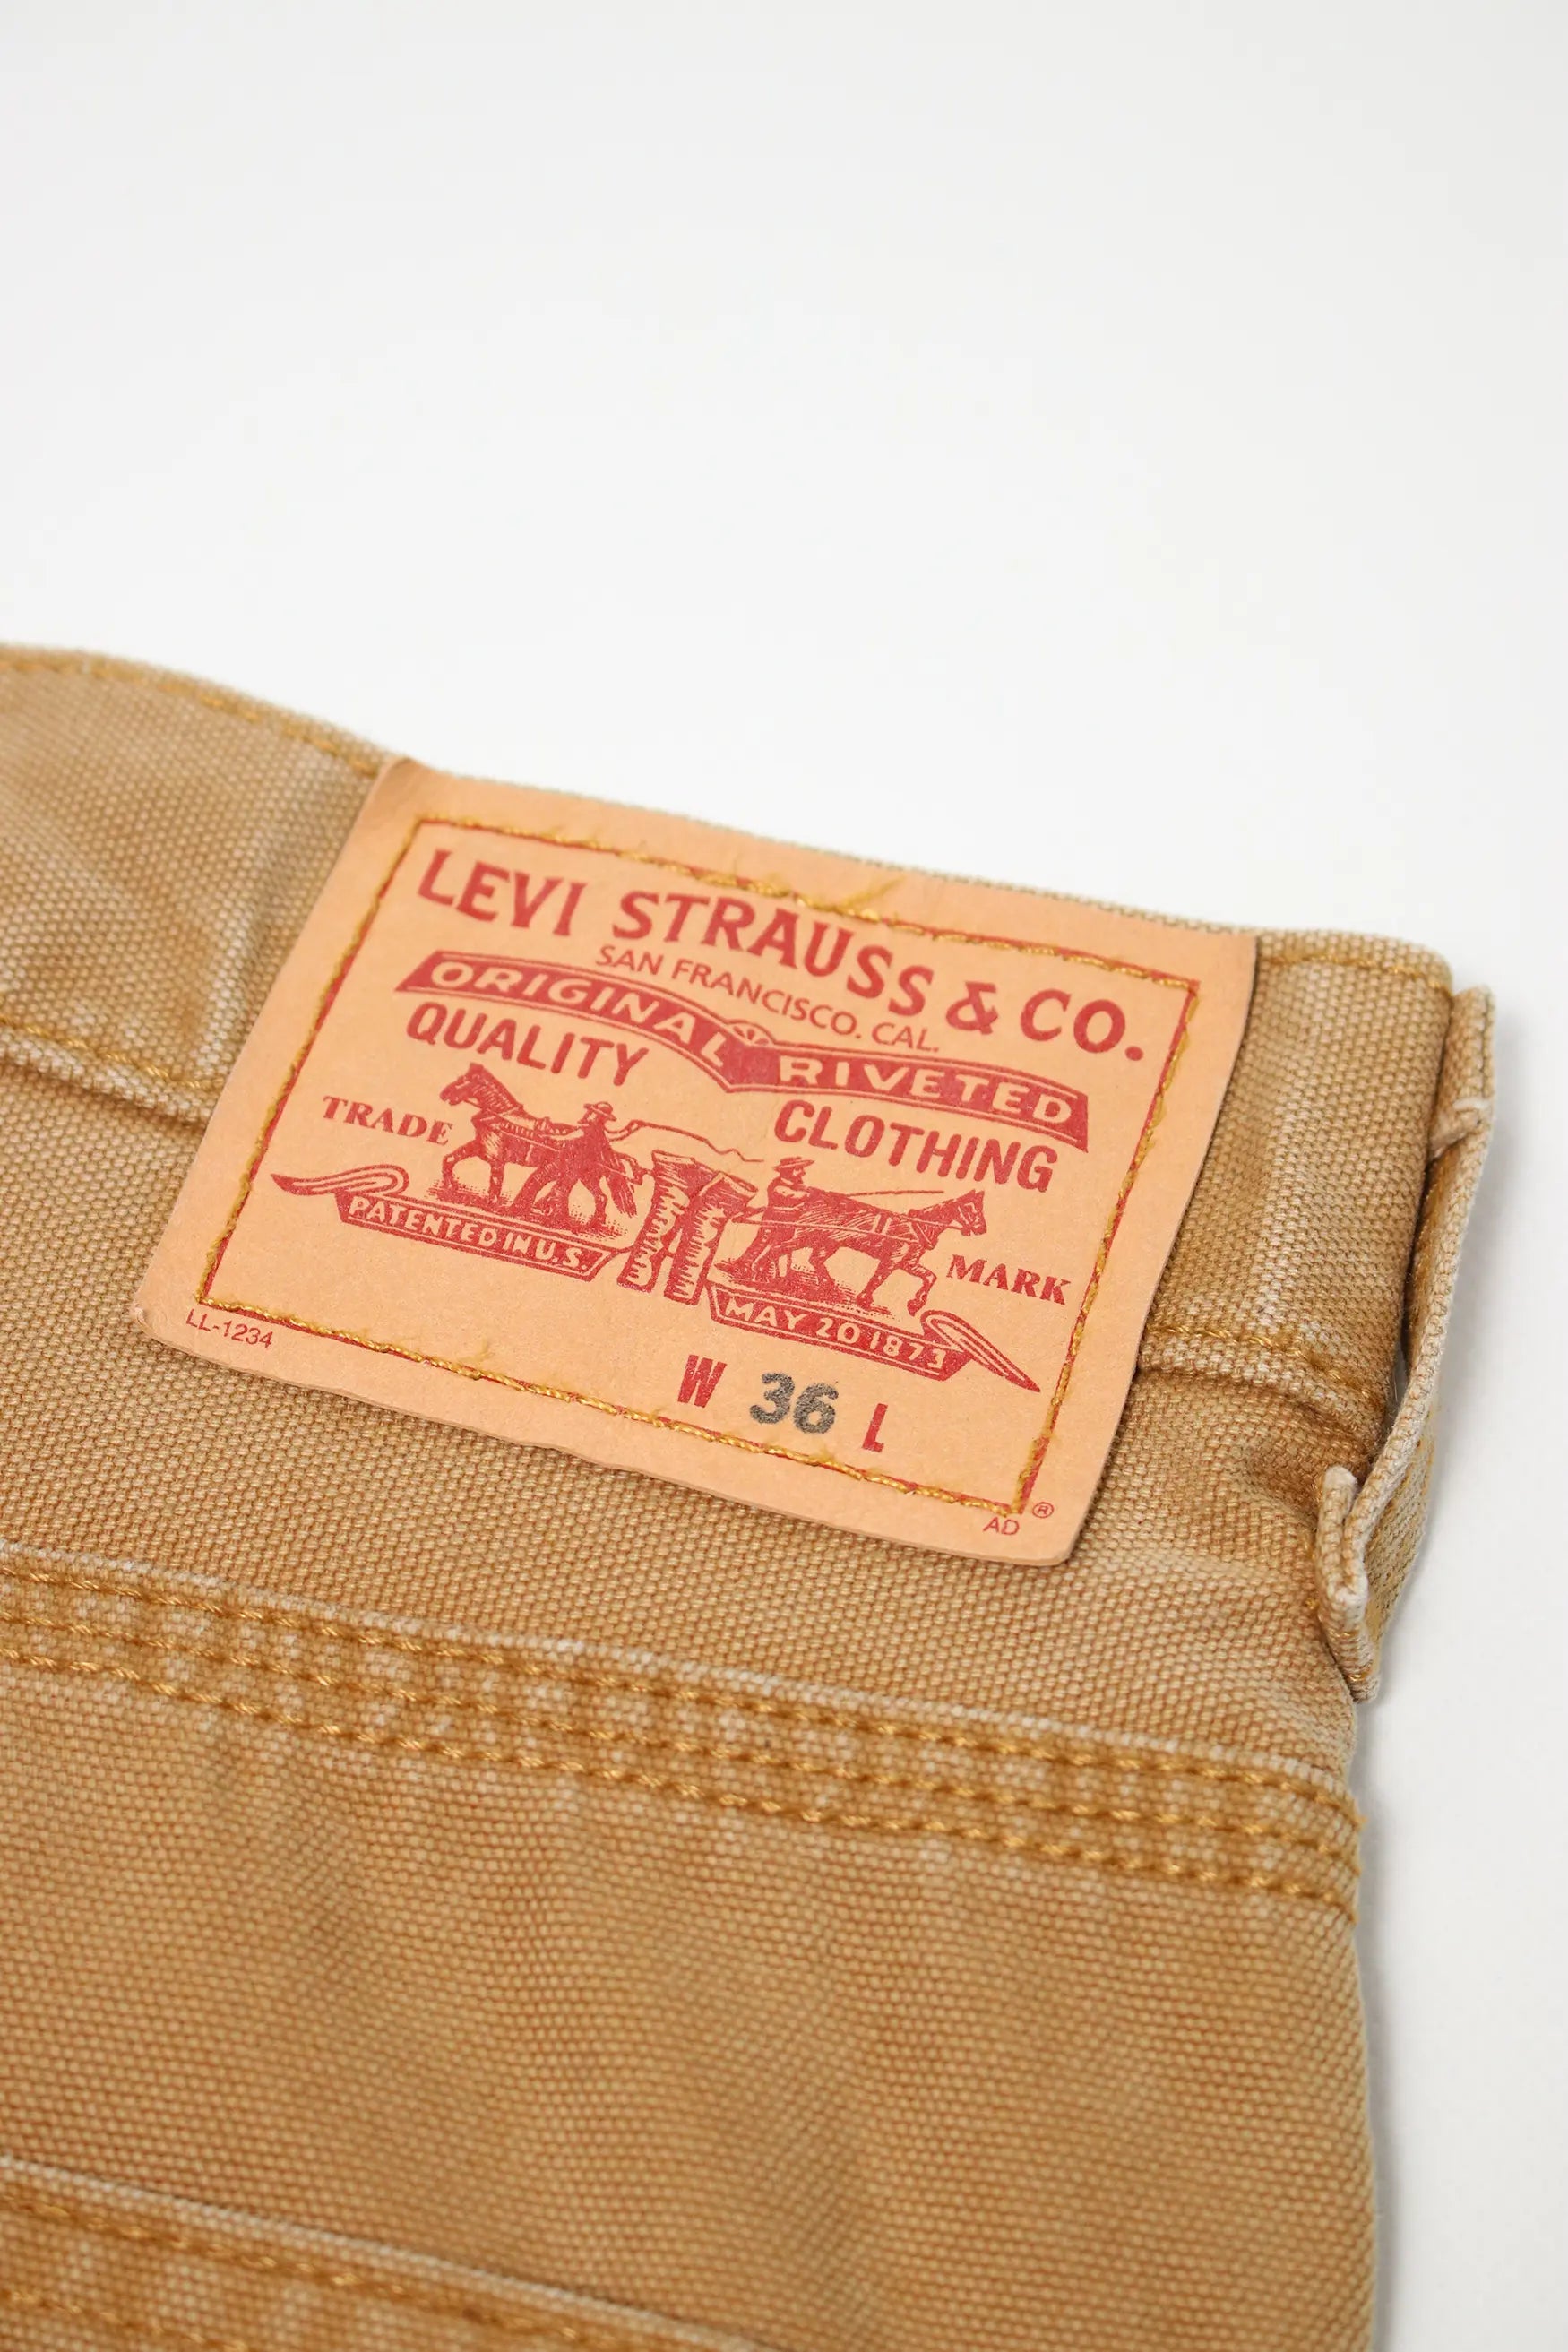 LEVI STRAUSS & CO.
SAN FRANCISCO. CAL.
ORIGINAL RIVETED
QUALITY CLOTHING
TRADE MARK
PATENTED IN U.S. MAY 20 1873
LL-1234
W 36 L
AD ®